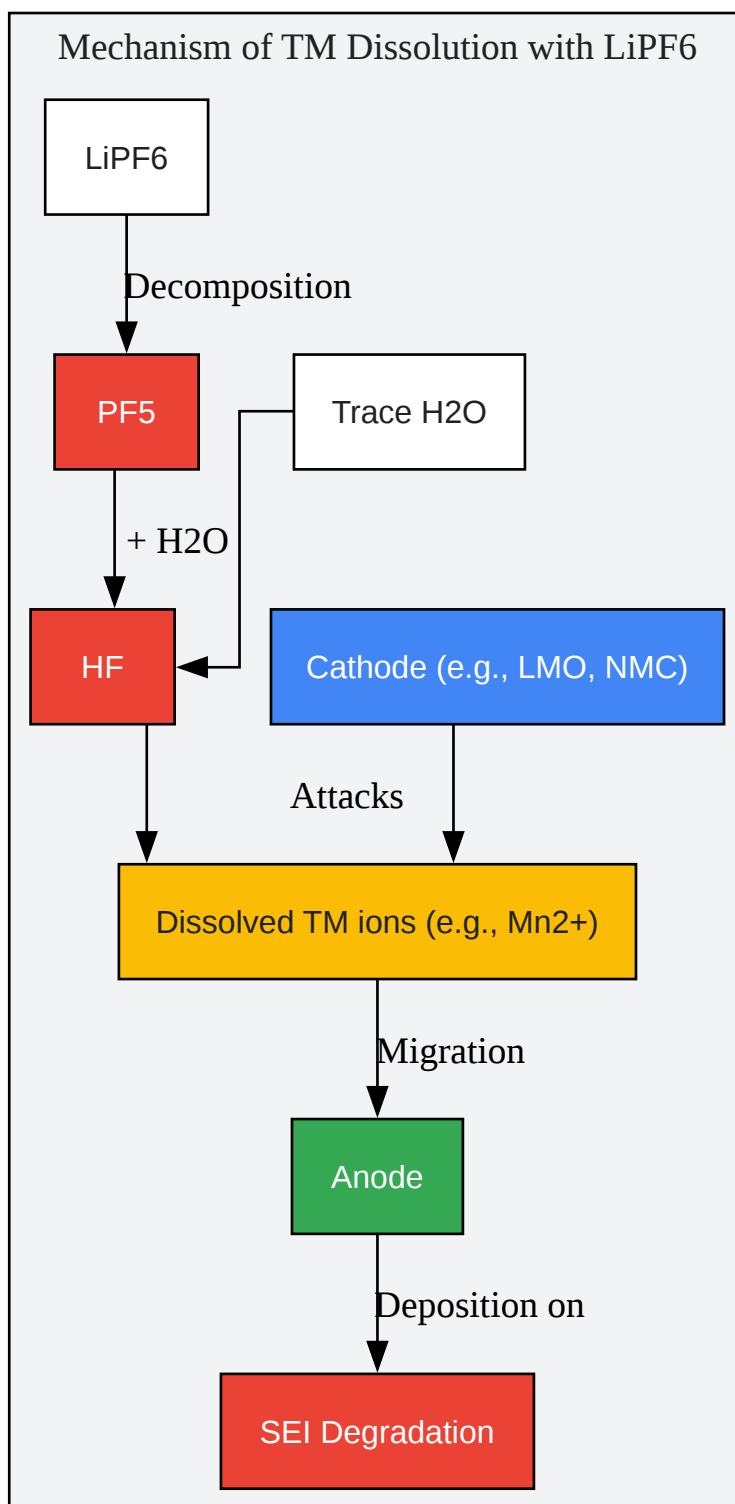 Mechanism of TM Dissolution with LiPF6
LiPF6
Decomposition
PF5
Trace H2O
+ H2O
HF
Cathode (e.g., LMO, NMC)
Attacks
Dissolved TM ions (e.g., Mn2+)
Migration
Anode
Deposition on
SEI Degradation